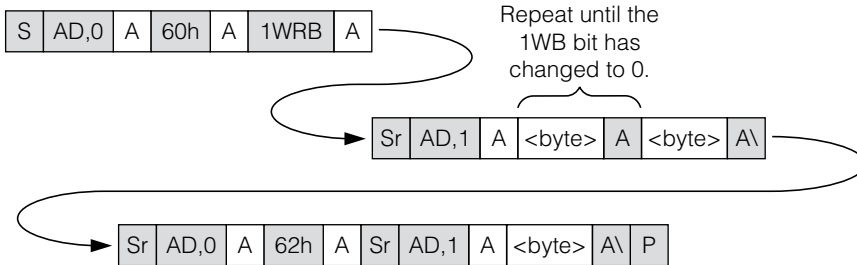 S AD,0 A 60h A 1WRB A
Repeat until the
1WB bit has
changed to 0.
Sr AD,1 A <byte> A <byte> A\
Sr AD,0 A 62h A Sr AD,1 A <byte> A\ P